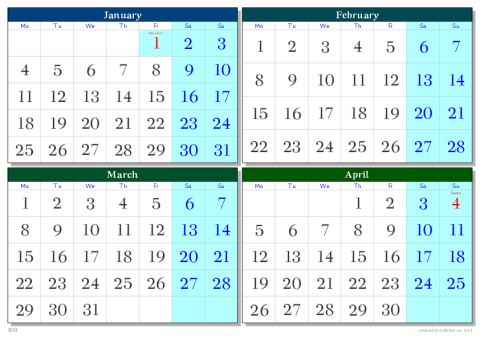 January
Mo Tu We Th Fr Sa Su
1 2 3
4 5 6 7 8 9 10
11 12 13 14 15 16 17
18 19 20 21 22 23 24
25 26 27 28 29 30 31
February
Mo Tu We Th Fr Sa Su
1 2 3 4 5 6 7
8 9 10 11 12 13 14
15 16 17 18 19 20 21
22 23 24 25 26 27 28
March
Mo Tu We Th Fr Sa Su
1 2 3 4 5 6 7
8 9 10 11 12 13 14
15 16 17 18 19 20 21
22 23 24 25 26 27 28
29 30 31
April
Mo Tu We Th Fr Sa Su
Easter
1 2 3 4
5 6 7 8 9 10 11
12 13 14 15 16 17 18
19 20 21 22 23 24 25
26 27 28 29 30
2021